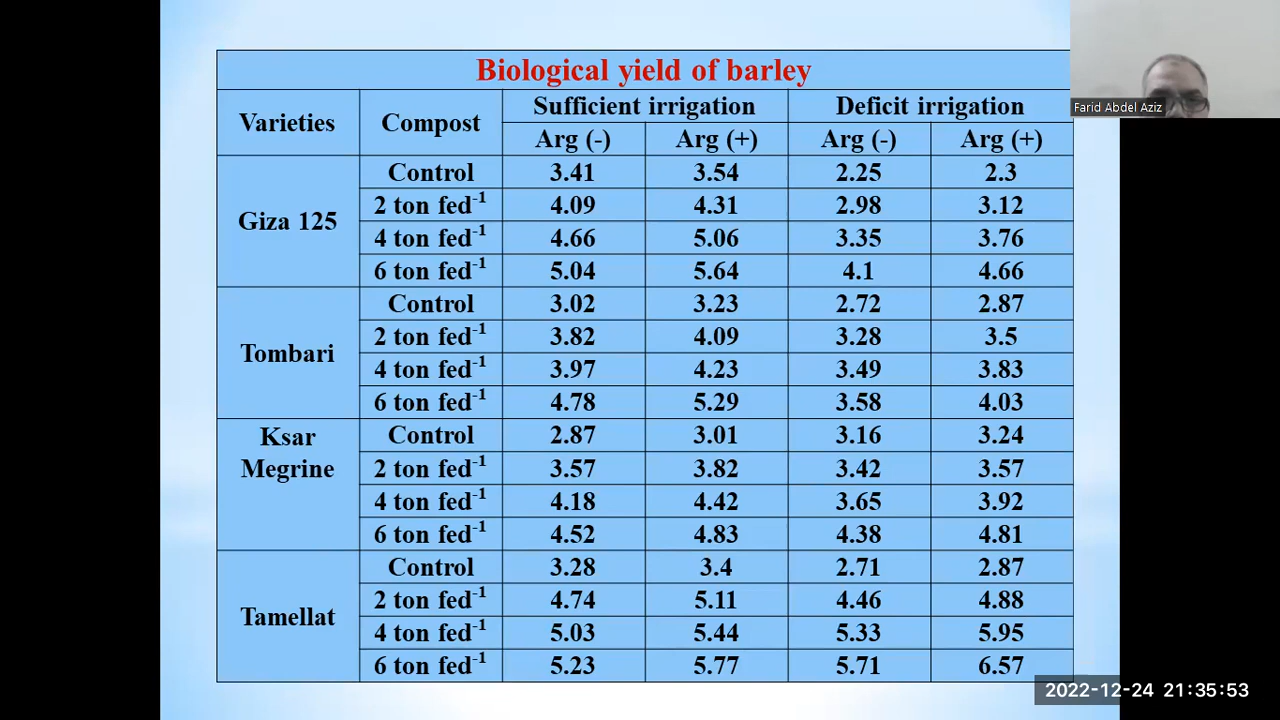 Biological yield of barley
Varieties Compost Sufficient irrigation Deficit irrigation
Arg (-) Arg (+) Arg (-) Arg (+)
Giza 125
Control 3.41 3.54 2.25 2.3
2 ton fed-1 4.09 4.31 2.98 3.12
4 ton fed-1 4.66 5.06 3.35 3.76
6 ton fed-1 5.04 5.64 4.1 4.66
Tombari
Control 3.02 3.23 2.72 2.87
2 ton fed-1 3.82 4.09 3.28 3.5
4 ton fed-1 3.97 4.23 3.49 3.83
6 ton fed-1 4.78 5.29 3.58 4.03
Ksar
Megrine
Control 2.87 3.01 3.16 3.24
2 ton fed-1 3.57 3.82 3.42 3.57
4 ton fed-1 4.18 4.42 3.65 3.92
6 ton fed-1 4.52 4.83 4.38 4.81
Tamellat
Control 3.28 3.4 2.71 2.87
2 ton fed-1 4.74 5.11 4.46 4.88
4 ton fed-1 5.03 5.44 5.33 5.95
6 ton fed-1 5.23 5.77 5.71 6.57
Farid Abdel Aziz
2022-12-24 21:35:53